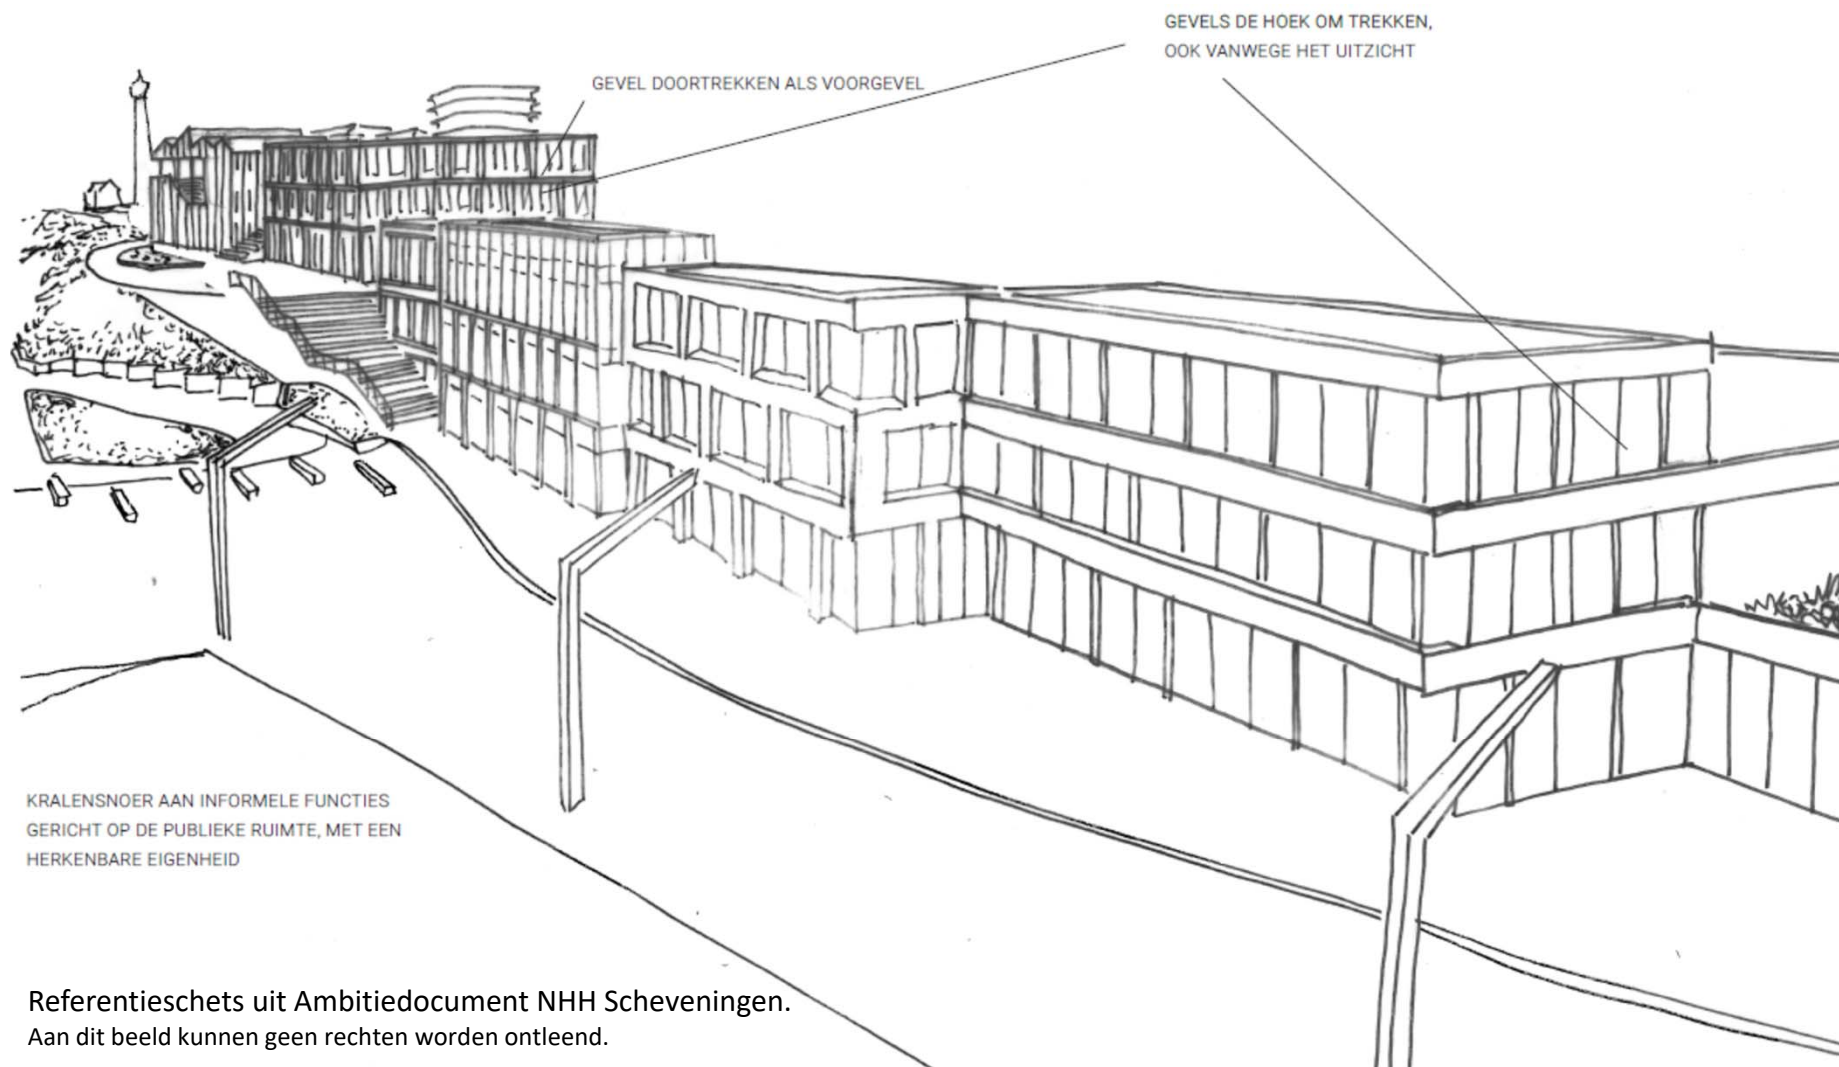 GEVELS DE HOEK OM TREKKEN,
OOK VANWEGE HET UITZICHT
GEVEL DOORTREKKEN ALS VOORGEVEL
KRALENSNOER AAN INFORMELE FUNCTIES
GERICHT OP DE PUBLIEKE RUIMTE, MET EEN
HERKENBARE EIGENHEID
Referentieschets uit Ambitiedocument NHH Scheveningen.
Aan dit beeld kunnen geen rechten worden ontleend.